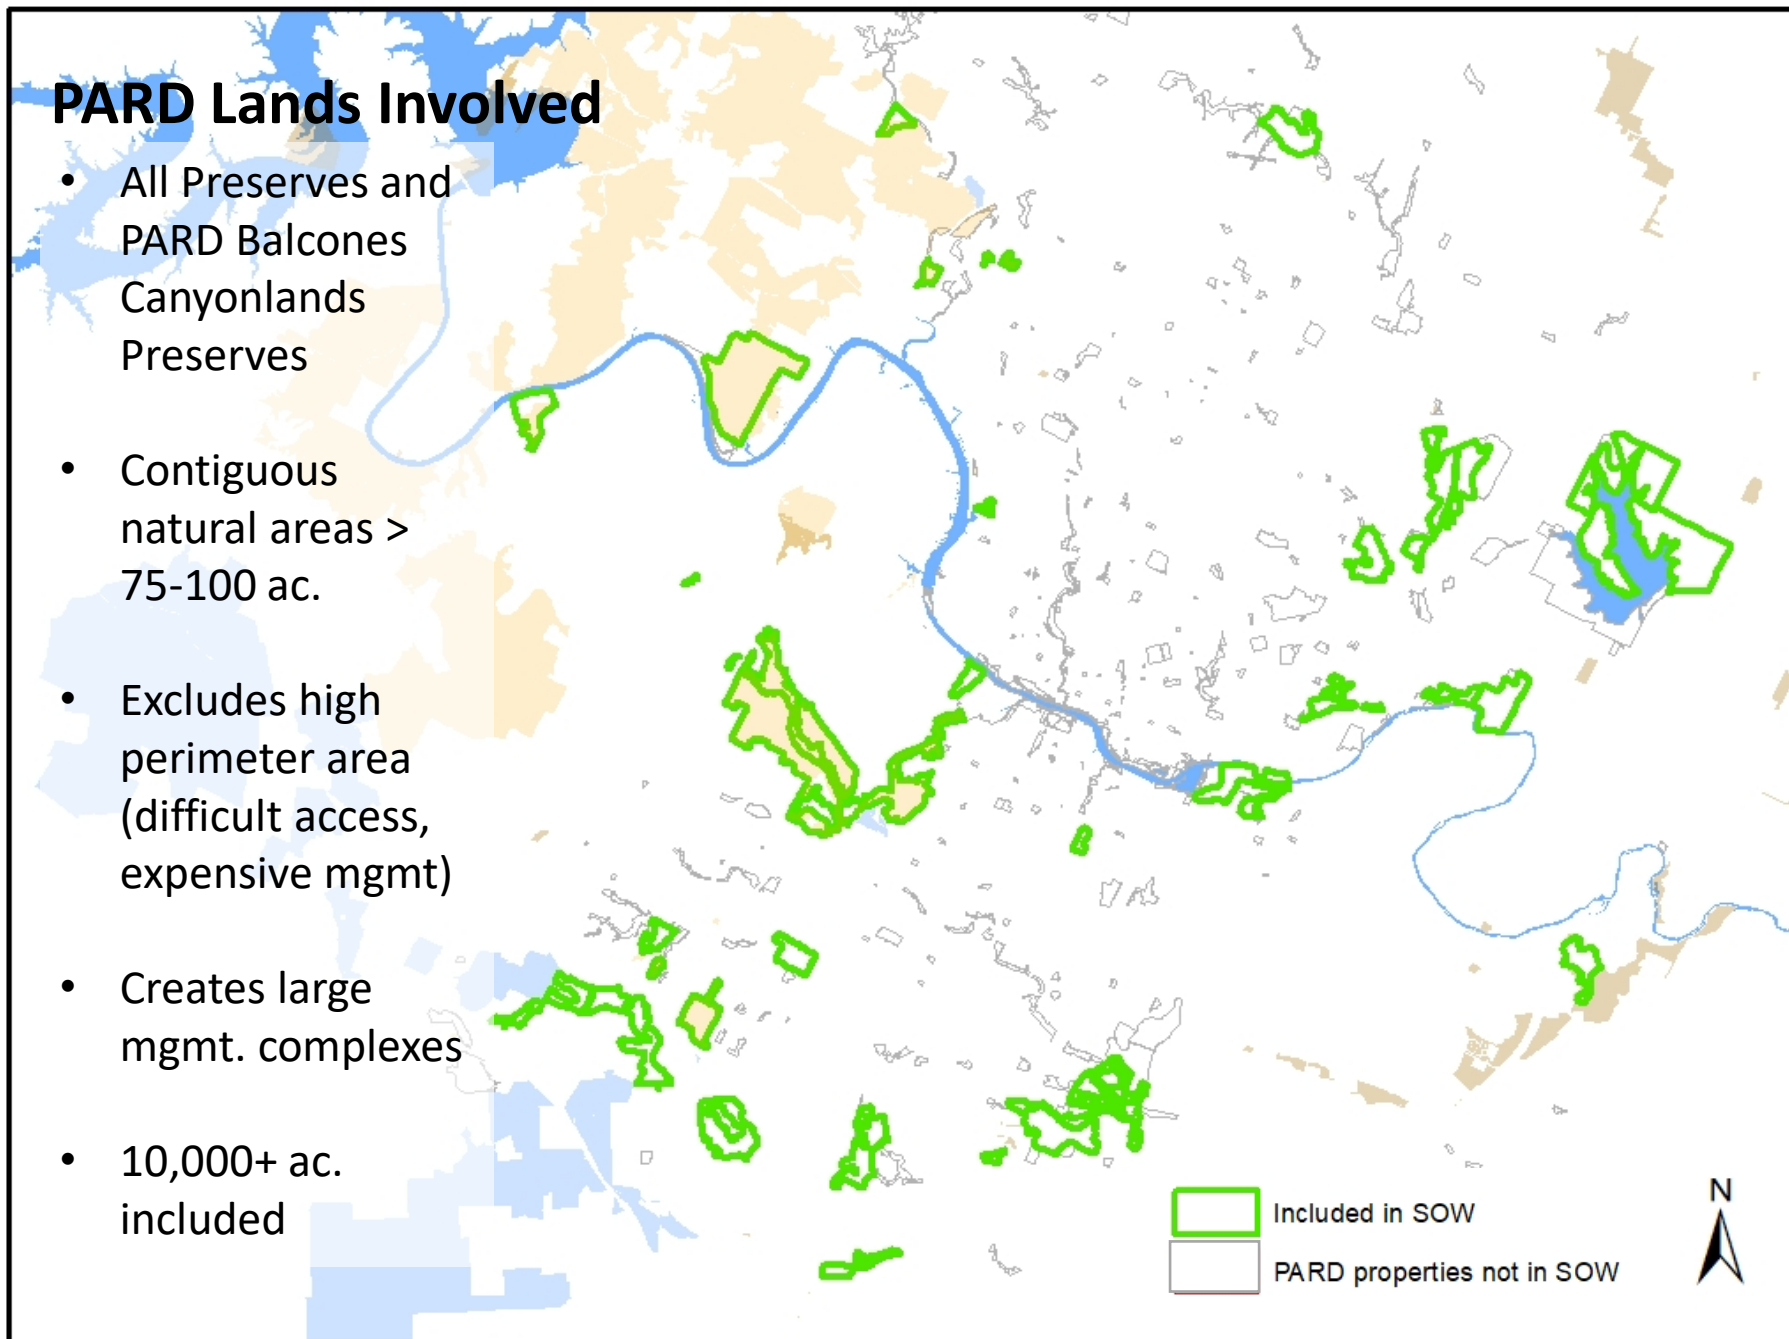 PARD Lands Involved
• All Preserves and
PARD Balcones
Canyonlands
Preserves
• Contiguous
natural areas >
75-100 ac.
• Excludes high
perimeter area
(difficult access,
expensive mgmt)
• Creates large
mgmt. complexes
• 10,000+ ac.
included
Included in SOW
PARD properties not in SOW
N